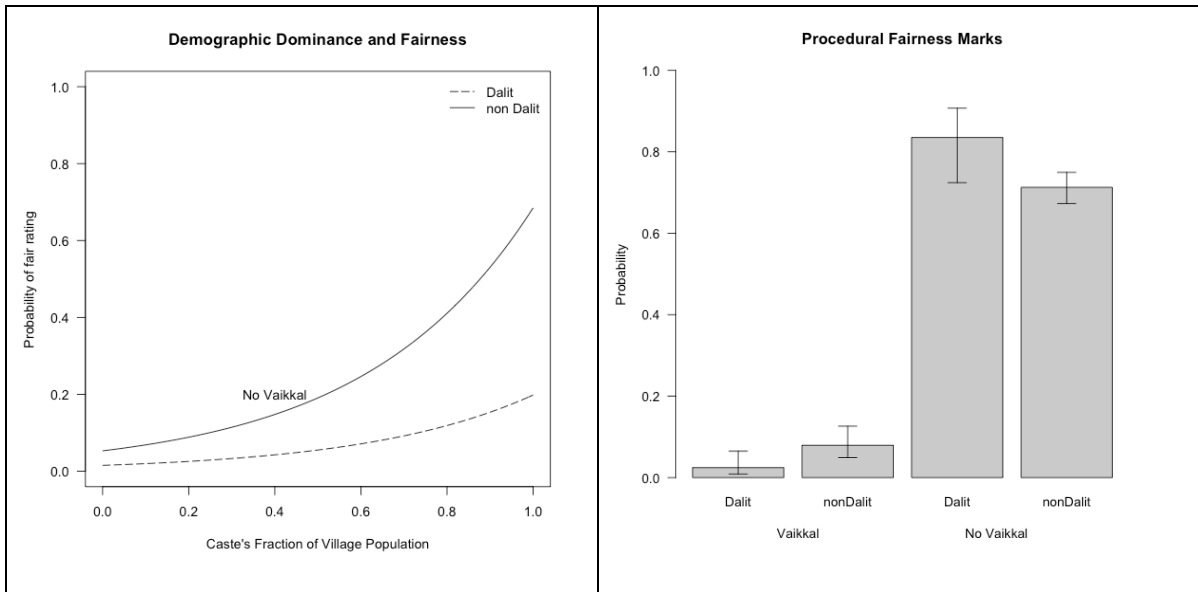 Demographic Dominance and Fairness
1.0
0.8
0.6
0.4
0.2
0.0
Probability of fair rating
Dalit
non Dalit
No Vaikkal
0.0 0.2 0.4 0.6 0.8 1.0
Caste's Fraction of Village Population
Procedural Fairness Marks
1.0
0.8
0.6
0.4
0.2
0.0
Probability
Dalit nonDalit Dalit nonDalit
Vaikkal No Vaikkal